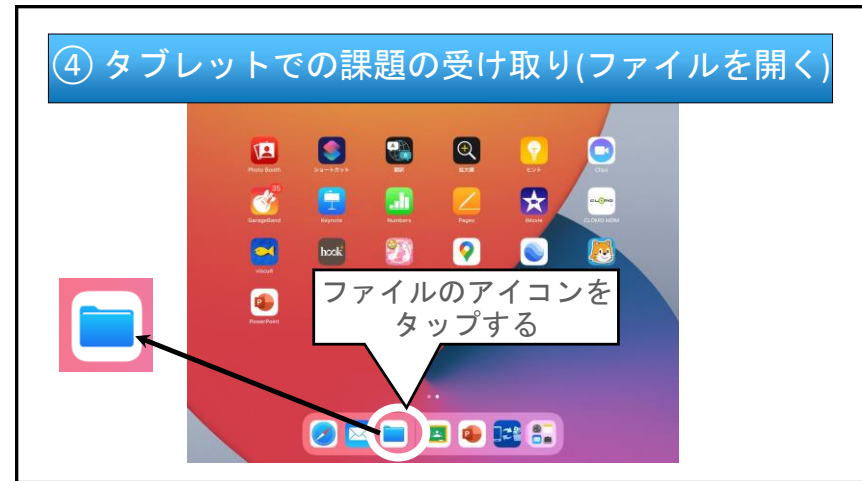 ④ タブレットでの課題の受け取り(ファイルを開く)
Photo Booth
ショートカット
翻訳
拡大鏡
ヒント
Clips
35
GarageBand
Keynote
Numbers
Pages
iMovie
CLOMO
CLOMO MDM
viscuit
hook
PowerPoint
ファイルのアイコンを
タップする